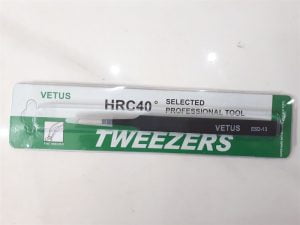 VETUS
HRC40°
SELECTED
PROFESSIONAL TOOL
VETUS ESD-13
TWEEZERS